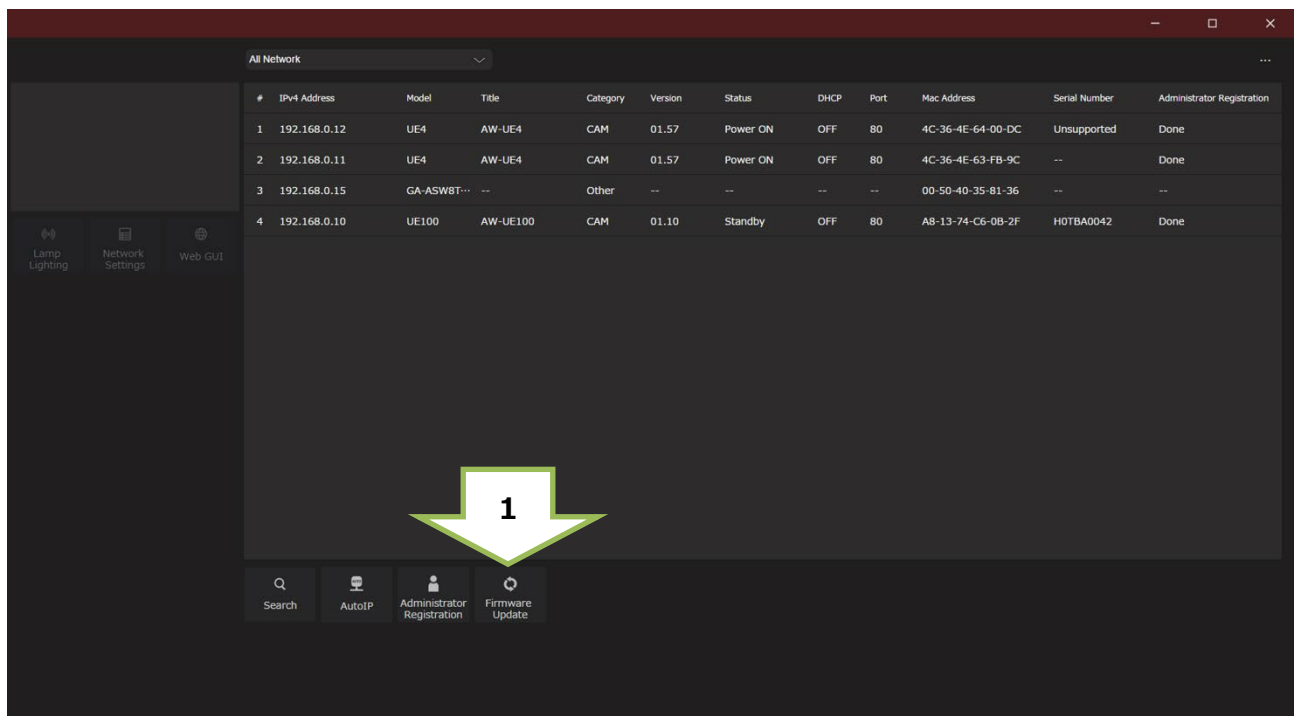 All Network
...
# IPv4 Address Model Title Category Version Status DHCP Port Mac Address Serial Number Administrator Registration
1 192.168.0.12 UE4 AW-UE4 CAM 01.57 Power ON OFF 80 4C-36-4E-64-00-DC Unsupported Done
2 192.168.0.11 UE4 AW-UE4 CAM 01.57 Power ON OFF 80 4C-36-4E-63-FB-9C -- Done
3 192.168.0.15 GA-ASW8T... -- Other -- -- -- -- 00-50-40-35-81-36 -- --
4 192.168.0.10 UE100 AW-UE100 CAM 01.10 Standby OFF 80 A8-13-74-C6-0B-2F H0TBA0042 Done
Lamp
Lighting
Network
Settings
Web GUI
1
Search
AUTO
AutoIP
Administrator
Registration
Firmware
Update